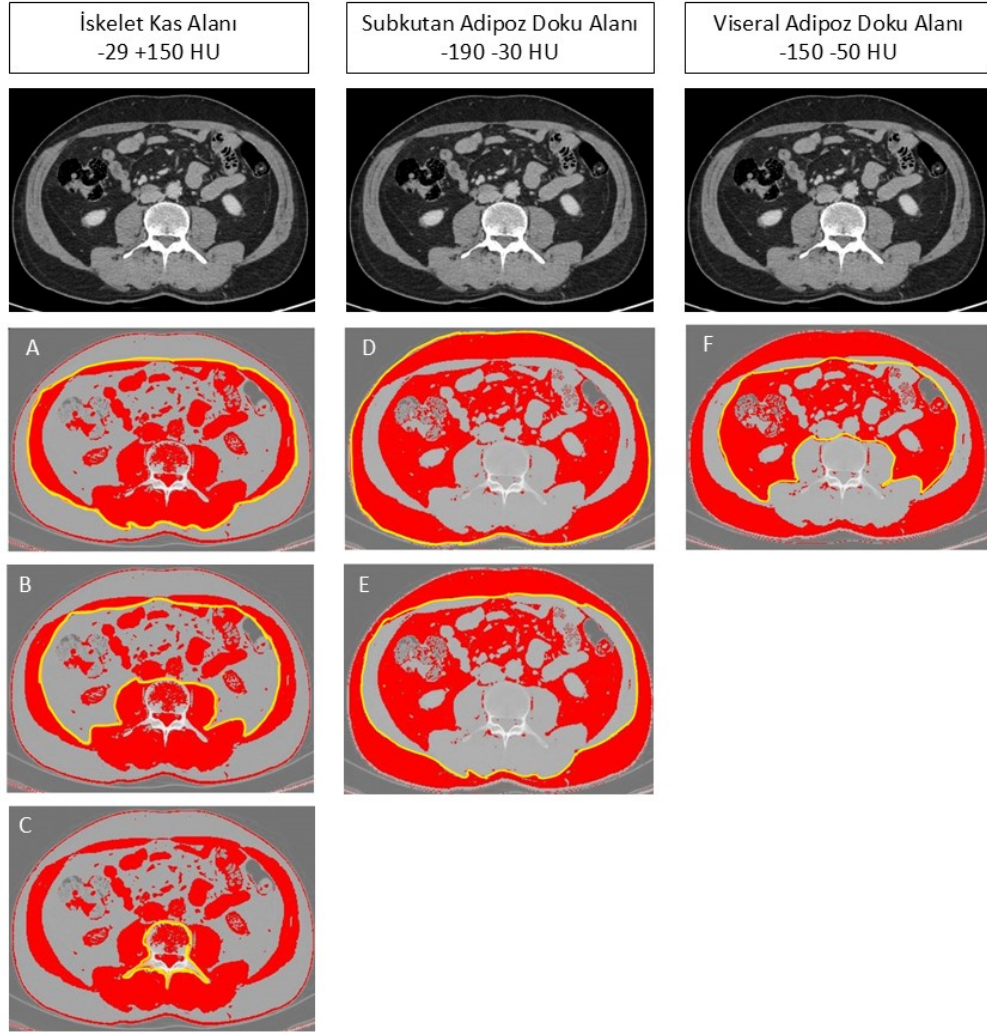 İskelet Kas Alanı
-29 +150 HU
Subkutan Adipoz Doku Alanı
-190 -30 HU
Viseral Adipoz Doku Alanı
-150 -50 HU
A
D
F
B
E
C